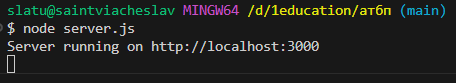 slatu@saintviacheslav MINGW64 /d/1education/атбп (main)
$ node server.js
Server running on http://localhost:3000